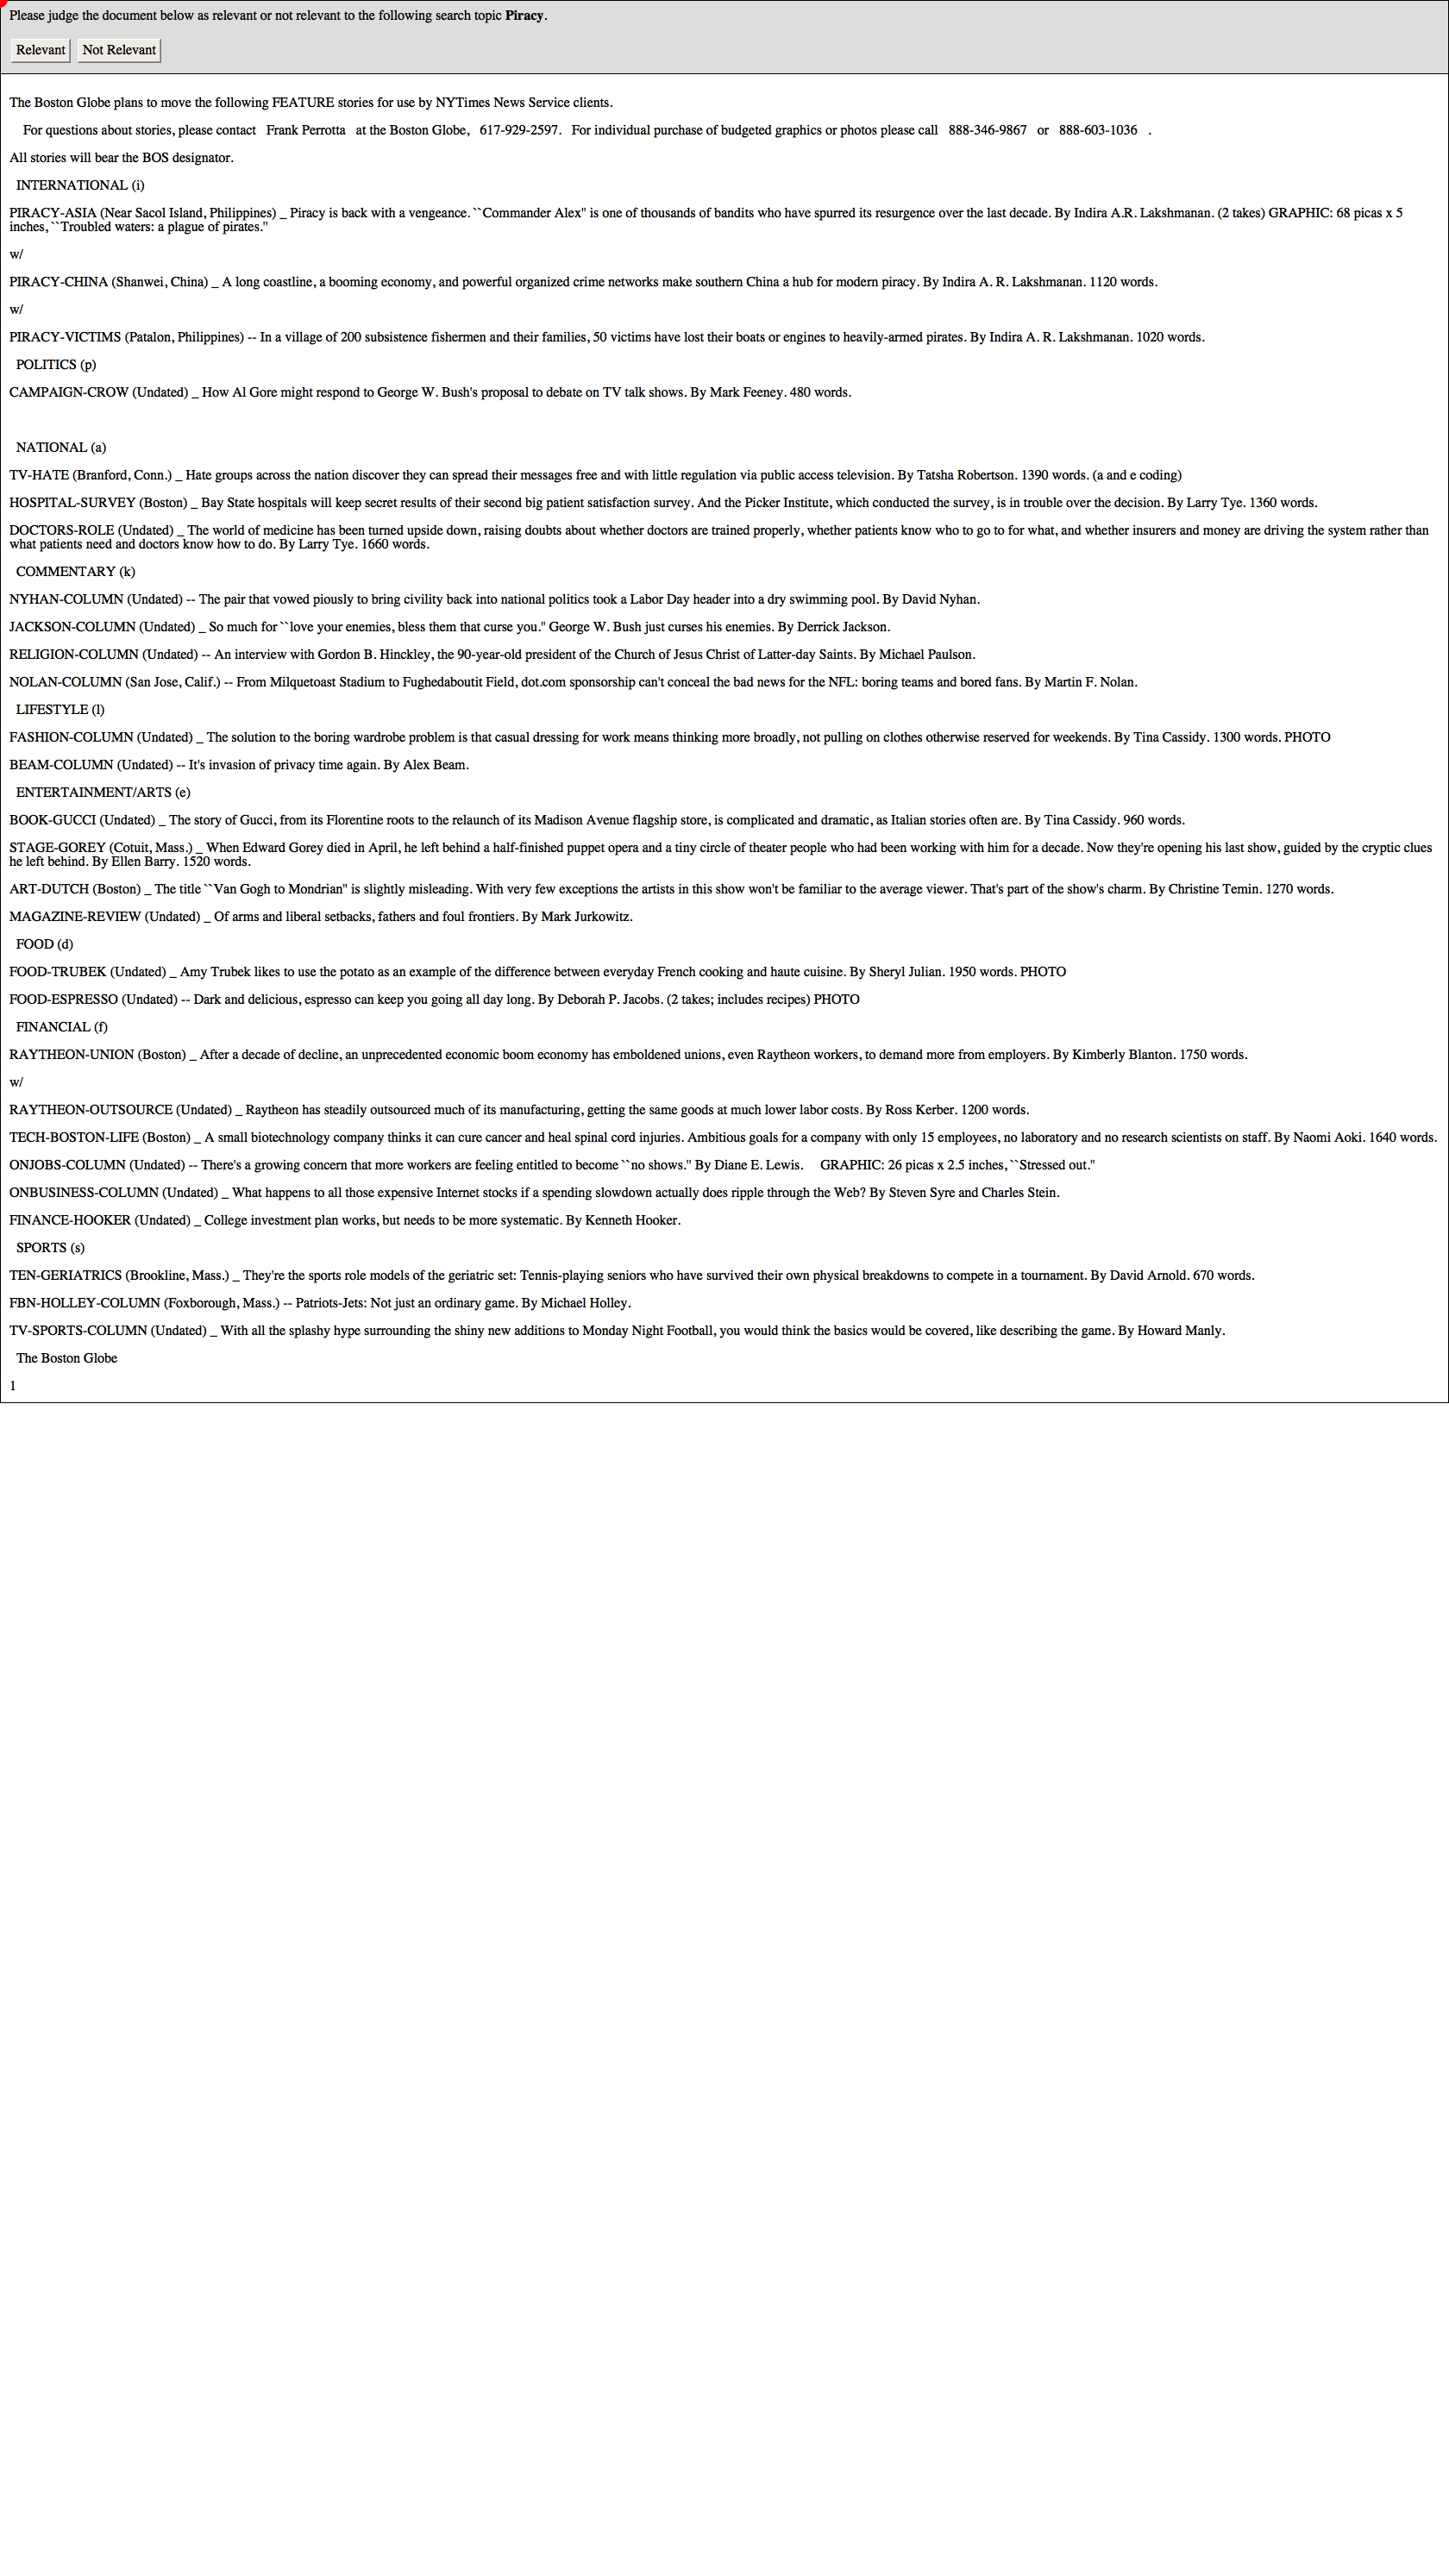 Please judge the document below as relevant or not relevant to the following search topic Piracy.
Relevant Not Relevant
The Boston Globe plans to move the following FEATURE stories for use by NYTimes News Service clients.
For questions about stories, please contact Frank Perrotta at the Boston Globe, 617-929-2597. For individual purchase of budgeted graphics or photos please call 888-346-9867 or 888-603-1036 .
All stories will bear the BOS designator.
INTERNATIONAL (i)
PIRACY-ASIA (Near Sacol Island, Philippines) _ Piracy is back with a vengeance. ``Commander Alex'' is one of thousands of bandits who have spurred its resurgence over the last decade. By Indira A.R. Lakshmanan. (2 takes) GRAPHIC: 68 picas x 5
inches, ``Troubled waters: a plague of pirates.''
w/
PIRACY-CHINA (Shanwei, China) _ A long coastline, a booming economy, and powerful organized crime networks make southern China a hub for modern piracy. By Indira A. R. Lakshmanan. 1120 words.
w/
PIRACY-VICTIMS (Patalon, Philippines) -- In a village of 200 subsistence fishermen and their families, 50 victims have lost their boats or engines to heavily-armed pirates. By Indira A. R. Lakshmanan. 1020 words.
POLITICS (p)
CAMPAIGN-CROW (Undated) _ How Al Gore might respond to George W. Bush's proposal to debate on TV talk shows. By Mark Feeney. 480 words.
NATIONAL (a)
TV-HATE (Branford, Conn.) _ Hate groups across the nation discover they can spread their messages free and with little regulation via public access television. By Tatsha Robertson. 1390 words. (a and e coding)
HOSPITAL-SURVEY (Boston) _ Bay State hospitals will keep secret results of their second big patient satisfaction survey. And the Picker Institute, which conducted the survey, is in trouble over the decision. By Larry Tye. 1360 words.
DOCTORS-ROLE (Undated) _ The world of medicine has been turned upside down, raising doubts about whether doctors are trained properly, whether patients know who to go to for what, and whether insurers and money are driving the system rather than
what patients need and doctors know how to do. By Larry Tye. 1660 words.
COMMENTARY (k)
NYHAN-COLUMN (Undated) -- The pair that vowed piously to bring civility back into national politics took a Labor Day header into a dry swimming pool. By David Nyhan.
JACKSON-COLUMN (Undated) _ So much for ``love your enemies, bless them that curse you.'' George W. Bush just curses his enemies. By Derrick Jackson.
RELIGION-COLUMN (Undated) -- An interview with Gordon B. Hinckley, the 90-year-old president of the Church of Jesus Christ of Latter-day Saints. By Michael Paulson.
NOLAN-COLUMN (San Jose, Calif.) -- From Milquetoast Stadium to Fughedaboutit Field, dot.com sponsorship can't conceal the bad news for the NFL: boring teams and bored fans. By Martin F. Nolan.
LIFESTYLE (l)
FASHION-COLUMN (Undated) _ The solution to the boring wardrobe problem is that casual dressing for work means thinking more broadly, not pulling on clothes otherwise reserved for weekends. By Tina Cassidy. 1300 words. PHOTO
BEAM-COLUMN (Undated) -- It's invasion of privacy time again. By Alex Beam.
ENTERTAINMENT/ARTS (e)
BOOK-GUCCI (Undated) _ The story of Gucci, from its Florentine roots to the relaunch of its Madison Avenue flagship store, is complicated and dramatic, as Italian stories often are. By Tina Cassidy. 960 words.
STAGE-GOREY (Cotuit, Mass.) _ When Edward Gorey died in April, he left behind a half-finished puppet opera and a tiny circle of theater people who had been working with him for a decade. Now they're opening his last show, guided by the cryptic clues
he left behind. By Ellen Barry. 1520 words.
ART-DUTCH (Boston) _ The title ``Van Gogh to Mondrian'' is slightly misleading. With very few exceptions the artists in this show won't be familiar to the average viewer. That's part of the show's charm. By Christine Temin. 1270 words.
MAGAZINE-REVIEW (Undated) _ Of arms and liberal setbacks, fathers and foul frontiers. By Mark Jurkowitz.
FOOD (d)
FOOD-TRUBEK (Undated) _ Amy Trubek likes to use the potato as an example of the difference between everyday French cooking and haute cuisine. By Sheryl Julian. 1950 words. PHOTO
FOOD-ESPRESSO (Undated) -- Dark and delicious, espresso can keep you going all day long. By Deborah P. Jacobs. (2 takes; includes recipes) PHOTO
FINANCIAL (f)
RAYTHEON-UNION (Boston) _ After a decade of decline, an unprecedented economic boom economy has emboldened unions, even Raytheon workers, to demand more from employers. By Kimberly Blanton. 1750 words.
w/
RAYTHEON-OUTSOURCE (Undated) _ Raytheon has steadily outsourced much of its manufacturing, getting the same goods at much lower labor costs. By Ross Kerber. 1200 words.
TECH-BOSTON-LIFE (Boston) _ A small biotechnology company thinks it can cure cancer and heal spinal cord injuries. Ambitious goals for a company with only 15 employees, no laboratory and no research scientists on staff. By Naomi Aoki. 1640 words.
ONJOBS-COLUMN (Undated) -- There's a growing concern that more workers are feeling entitled to become ``no shows.'' By Diane E. Lewis. GRAPHIC: 26 picas x 2.5 inches, ``Stressed out.''
ONBUSINESS-COLUMN (Undated) _ What happens to all those expensive Internet stocks if a spending slowdown actually does ripple through the Web? By Steven Syre and Charles Stein.
FINANCE-HOOKER (Undated) _ College investment plan works, but needs to be more systematic. By Kenneth Hooker.
SPORTS (s)
TEN-GERIATRICS (Brookline, Mass.) _ They're the sports role models of the geriatric set: Tennis-playing seniors who have survived their own physical breakdowns to compete in a tournament. By David Arnold. 670 words.
FBN-HOLLEY-COLUMN (Foxborough, Mass.) -- Patriots-Jets: Not just an ordinary game. By Michael Holley.
TV-SPORTS-COLUMN (Undated) _ With all the splashy hype surrounding the shiny new additions to Monday Night Football, you would think the basics would be covered, like describing the game. By Howard Manly.
The Boston Globe
1